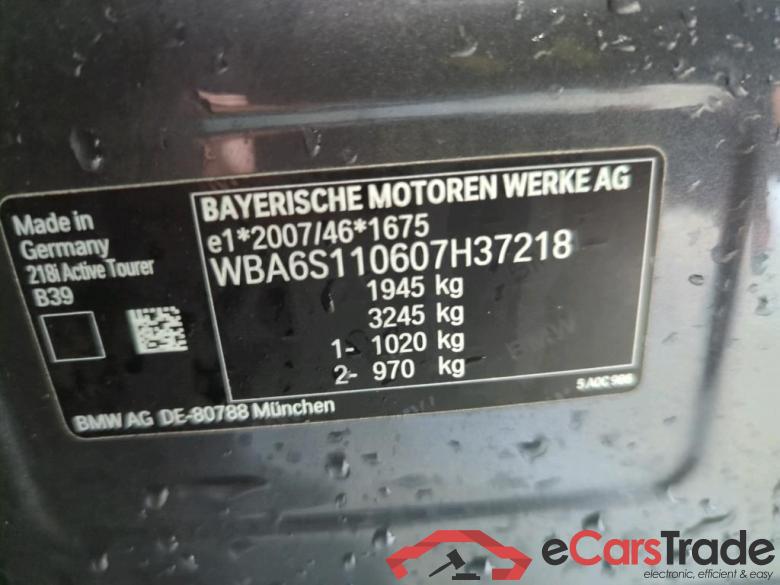 Made in
Germany
218i Active Tourer
B39
BAYERISCHE MOTOREN WERKE AG
e1*2007/46*1675
WBA6S110607H37218
1945 kg
3245 kg
1- 1020 kg
2- 970 kg
BMW AG DE-80788 München
eCarsTrade
electronic, efficient & easy